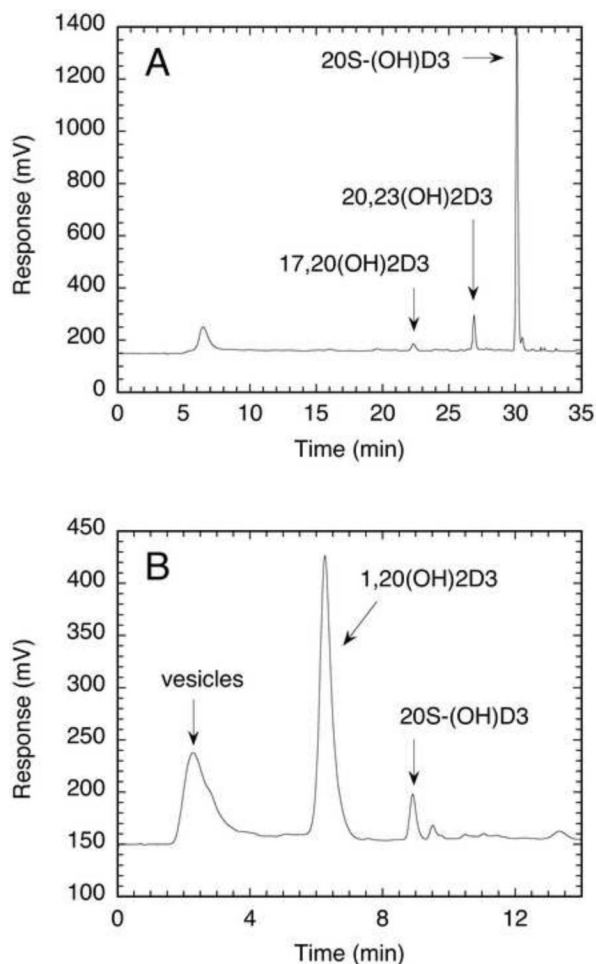 A
1400
1200
1000
800
600
400
200
0
Response (mV)
20S-(OH)D3
20,23(OH)2D3
17,20(OH)2D3
0 5 10 15 20 25 30 35
Time (min)
B
450
400
350
300
250
200
150
100
Response (mV)
1,20(OH)2D3
vesicles
20S-(OH)D3
0 4 8 12
Time (min)